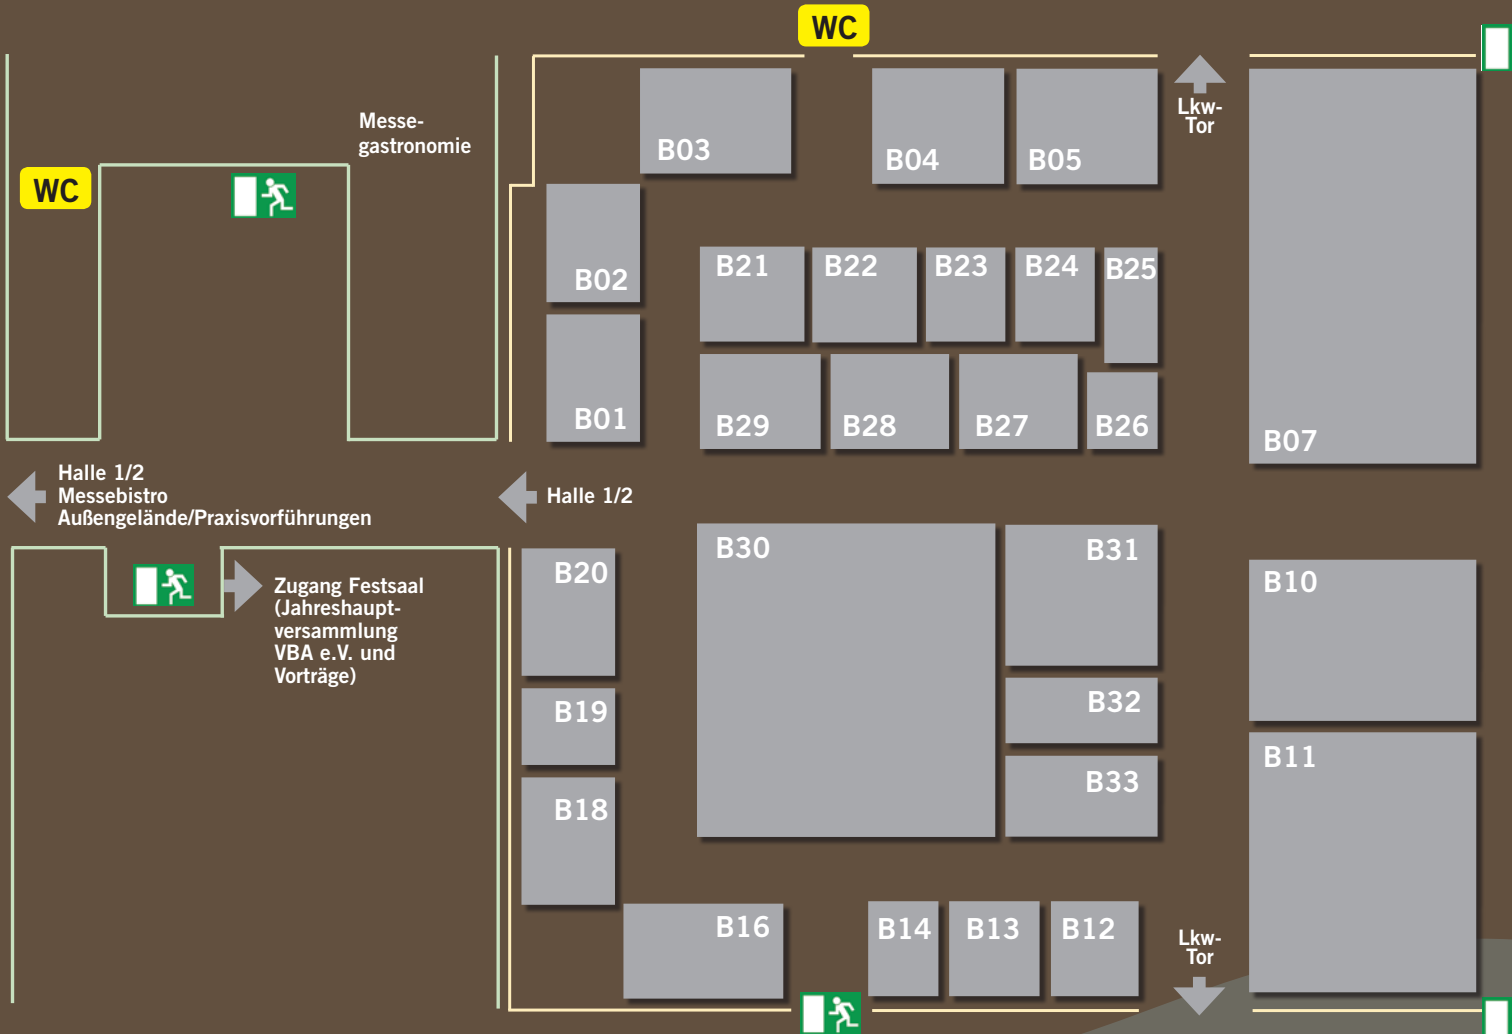 WC
Messe-
gastronomie
WC
Lkw-
Tor
B03
B04
B05
B02
B21
B22
B23
B24
B25
B01
B29
B28
B27
B26
B07
Halle 1/2
Messebistro
Außengelände/Praxisvorführungen
Halle 1/2
B30
B31
B20
B10
Zugang Festsaal
(Jahreshaupt-
versammlung
VBA e.V. und
Vorträge)
B19
B32
B11
B18
B33
B16
B14
B13
B12
Lkw-
Tor